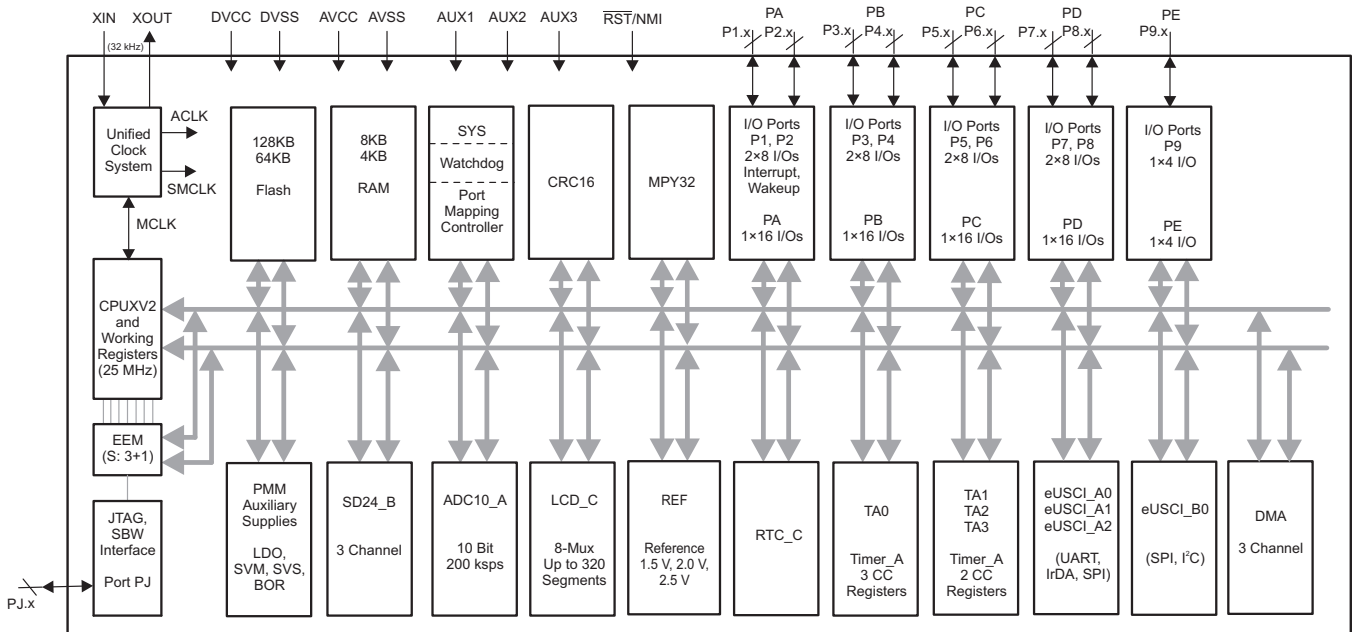 XIN XOUT DVCC DVSS AVCC AVSS AUX1 AUX2 AUX3 RST/NMI PA PB PC PD PE
(32 kHz) P1.x P2.x P3.x P4.x P5.x P6.x P7.x P8.x P9.x
Unified
Clock
System
ACLK
SMCLK
MCLK
128KB
64KB
Flash
8KB
4KB
RAM
SYS
Watchdog
Port
Mapping
Controller
CRC16
MPY32
I/O Ports
P1, P2
2×8 I/Os
Interrupt,
Wakeup
PA
1×16 I/Os
I/O Ports
P3, P4
2×8 I/Os
PB
1×16 I/Os
I/O Ports
P5, P6
2×8 I/Os
PC
1×16 I/Os
I/O Ports
P7, P8
2×8 I/Os
PD
1×16 I/Os
I/O Ports
P9
1×4 I/O
PE
1×4 I/O
CPUXV2
and
Working
Registers
(25 MHz)
EEM
(S: 3+1)
JTAG,
SBW
Interface
Port PJ
PJ.x
PMM
Auxiliary
Supplies
LDO,
SVM, SVS,
BOR
SD24_B
3 Channel
ADC10_A
10 Bit
200 ksps
LCD_C
8-Mux
Up to 320
Segments
REF
Reference
1.5 V, 2.0 V,
2.5 V
RTC_C
TA0
Timer_A
3 CC
Registers
TA1
TA2
TA3
Timer_A
2 CC
Registers
eUSCI_A0
eUSCI_A1
eUSCI_A2
(UART,
IrDA, SPI)
eUSCI_B0
(SPI, I²C)
DMA
3 Channel